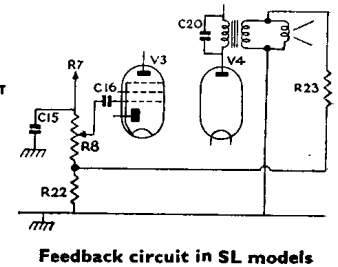 C20
R7
V3
V4
T
C16
R23
C15
R8
R22
Feedback circuit in SL models